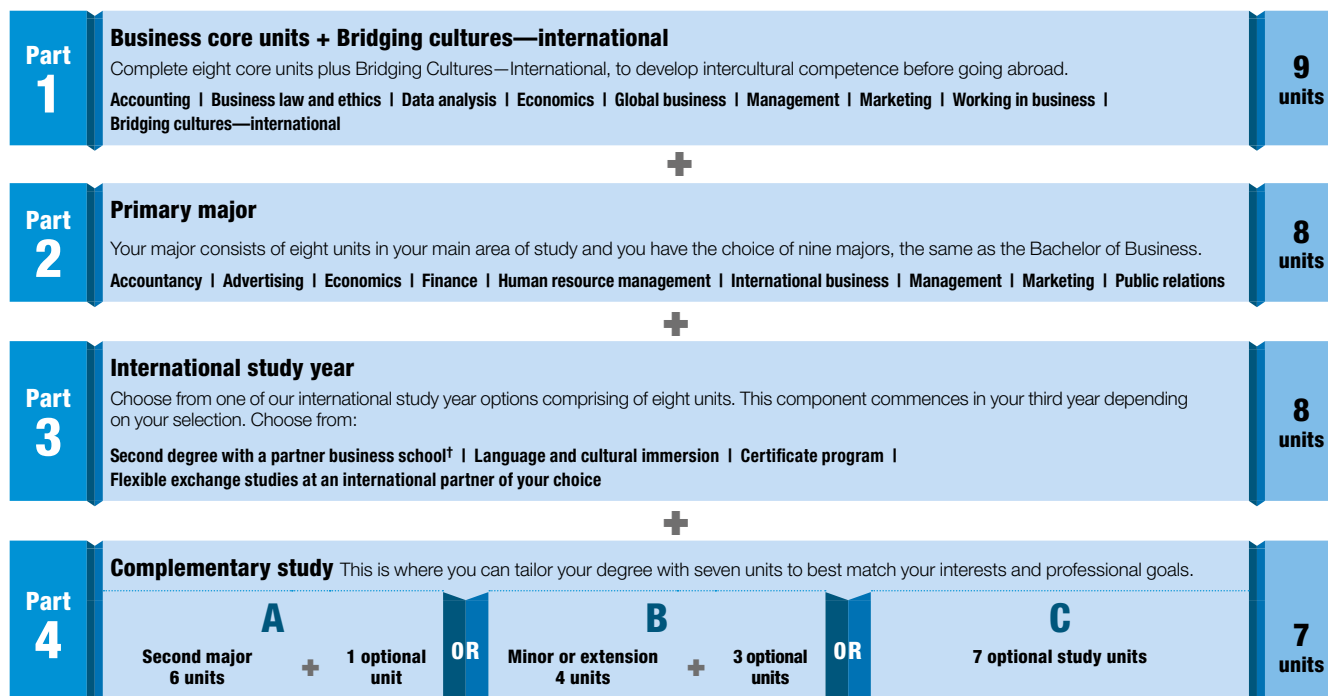 Part
1
Business core units + Bridging cultures—international
Complete eight core units plus Bridging Cultures—International, to develop intercultural competence before going abroad.
Accounting | Business law and ethics | Data analysis | Economics | Global business | Management | Marketing | Working in business |
Bridging cultures—international
9
units
+
Part
2
Primary major
Your major consists of eight units in your main area of study and you have the choice of nine majors, the same as the Bachelor of Business.
Accountancy | Advertising | Economics | Finance | Human resource management | International business | Management | Marketing | Public relations
8
units
+
Part
3
International study year
Choose from one of our international study year options comprising of eight units. This component commences in your third year depending
on your selection. Choose from:
Second degree with a partner business school† | Language and cultural immersion | Certificate program |
Flexible exchange studies at an international partner of your choice
8
units
+
Part
4
Complementary study This is where you can tailor your degree with seven units to best match your interests and professional goals.
A
Second major
6 units
+
1 optional
unit
OR
B
Minor or extension
4 units
+
3 optional
units
OR
C
7 optional study units
7
units